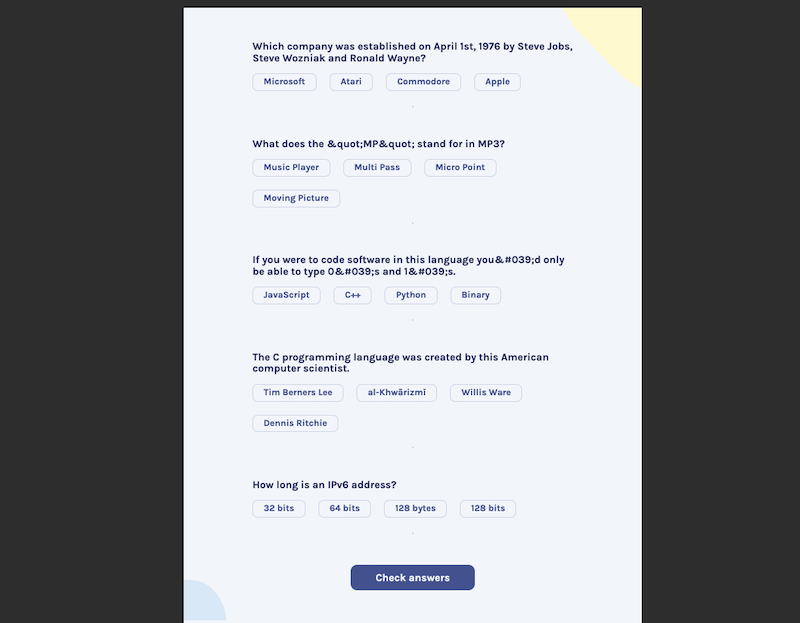 Which company was established on April 1st, 1976 by Steve Jobs,
Steve Wozniak and Ronald Wayne?
Microsoft Atari Commodore Apple
What does the &quot;MP&quot; stand for in MP3?
Music Player Multi Pass Micro Point
Moving Picture
If you were to code software in this language you&#039;d only
be able to type 0&#039;s and 1&#039;s.
JavaScript C++ Python Binary
The C programming language was created by this American
computer scientist.
Tim Berners Lee al-Khwārizmī Willis Ware
Dennis Ritchie
How long is an IPv6 address?
32 bits 64 bits 128 bytes 128 bits
Check answers